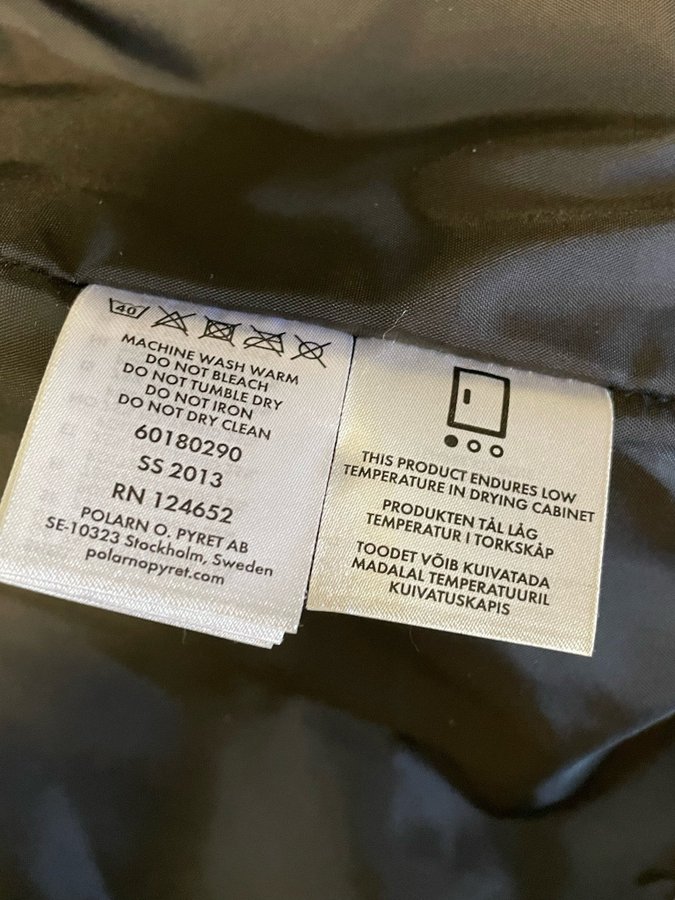 40
MACHINE WASH WARM
DO NOT BLEACH
DO NOT TUMBLE DRY
DO NOT IRON
DO NOT DRY CLEAN
60180290
SS 2013
RN 124652
POLARN O. PYRET AB
SE-10323 Stockholm, Sweden
polarnopyret.com
THIS PRODUCT ENDURES LOW
TEMPERATURE IN DRYING CABINET
PRODUKTEN TÅL LÅG
TEMPERATUR I TORKSKÅP
TOODET VÕIB KUIVATADA
MADALAL TEMPERATUURIL
KUIVATUSKAPIS